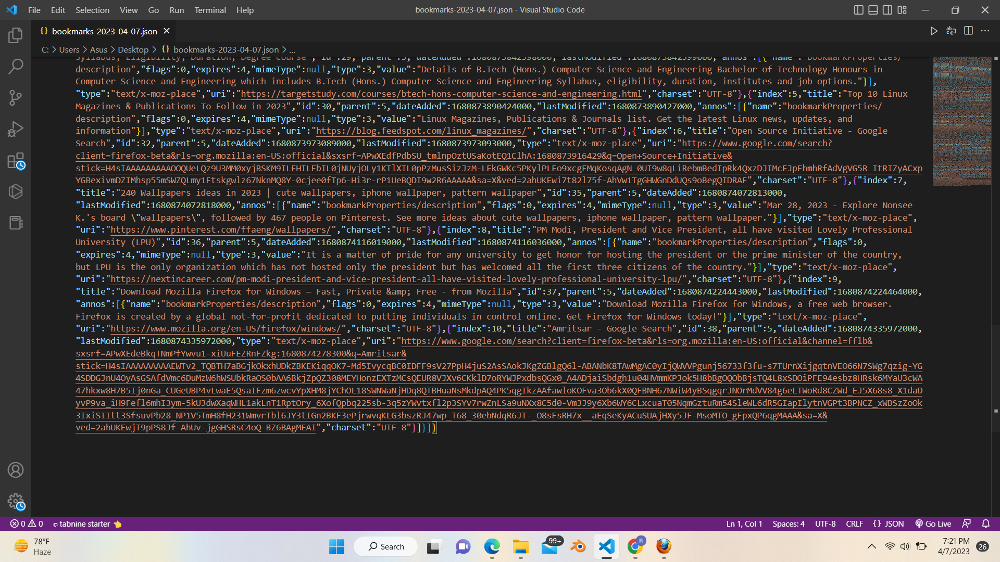 File Edit Selection View Go Run Terminal Help
bookmarks-2023-04-07.json - Visual Studio Code
{} bookmarks-2023-04-07.json
C: > Users > Asus > Desktop > {} bookmarks-2023-04-07.json > ...
Syllabus, Eligibility, Duration, Degree Course","id":29,"parent":5,"dateAdded":1680873842398000,"lastModified":1680873842399000,"annos":[{"name":"bookmarkProperties/
description","flags":0,"expires":4,"mimeType":null,"type":3,"value":"Details of B.Tech (Hons.) Computer Science and Engineering Bachelor of Technology Honours in
Computer Science and Engineering which includes B.Tech (Hons.) Computer Science and Engineering Syllabus, eligibility, duration, institutes and job options."}],
"type":"text/x-moz-place","uri":"https://targetstudy.com/courses/btech-hons-computer-science-and-engineering.html","charset":"UTF-8"},{"index":5,"title":"Top 10 Linux
Magazines & Publications To Follow in 2023","id":30,"parent":5,"dateAdded":1680873890424000,"lastModified":1680873890427000,"annos":[{"name":"bookmarkProperties/
description","flags":0,"expires":4,"mimeType":null,"type":3,"value":"Linux Magazines, Publications & Journals list. Get the latest Linux news, updates, and
information"}],"type":"text/x-moz-place","uri":"https://blog.feedspot.com/linux_magazines/","charset":"UTF-8"},{"index":6,"title":"Open Source Initiative - Google
Search","id":32,"parent":5,"dateAdded":1680873973089000,"lastModified":1680873973093000,"type":"text/x-moz-place","uri":"https://www.google.com/search?
client=firefox-beta&rls=org.mozilla:en-US:official&sxsrf=APwXEdfPdbSU_tmlnpOztUSaKotEQ1ClhA:1680873916429&q=Open+Source+Initiative&
stick=H4sIAAAAAAAAAOOQUeLQz9U3MM0xyjBSKM9ILFHILFbIL0jNUyjOLy1KTlXIL0pPzMusSizJzM-LEkGWKc5PKylPLEo9xcgFMqKosqAgN_0UI9w8qLiRebmBedIpRk4QxzDJIMcEJpFhmhRfAdVgVG5R_ItRIZyACxp
YGBexivmDZIMhsp55mSWZQLmy1Ftskgwlz67NknMQ8Y-0cjee0fTp6-Hi3r-rP1UeBQDI9w2R6AAAAA&sa=X&ved=2ahUKEwi7t82l75f-AhVw1TgGHWGnDdUQs9oBegQIDRAF","charset":"UTF-8"},{"index":7,
"title":"240 Wallpapers ideas in 2023 | cute wallpapers, iphone wallpaper, pattern wallpaper","id":35,"parent":5,"dateAdded":1680874072813000,
"lastModified":1680874072818000,"annos":[{"name":"bookmarkProperties/description","flags":0,"expires":4,"mimeType":null,"type":3,"value":"Mar 28, 2023 - Explore Nonsee
K.'s board \"wallpapers\", followed by 467 people on Pinterest. See more ideas about cute wallpapers, iphone wallpaper, pattern wallpaper."}],"type":"text/x-moz-place",
"uri":"https://www.pinterest.com/ffaeng/wallpapers/","charset":"UTF-8"},{"index":8,"title":"PM Modi, President and Vice President, all have visited Lovely Professional
University (LPU)","id":36,"parent":5,"dateAdded":1680874116019000,"lastModified":1680874116036000,"annos":[{"name":"bookmarkProperties/description","flags":0,
"expires":4,"mimeType":null,"type":3,"value":"It is a matter of pride for any university to get honor for hosting the president or the prime minister of the country,
but LPU is the only organization which has not hosted only the president but has welcomed all the first three citizens of the country."}],"type":"text/x-moz-place",
"uri":"https://nextincareer.com/pm-modi-president-and-vice-president-all-have-visited-lovely-professional-university-lpu/","charset":"UTF-8"},{"index":9,
"title":"Download Mozilla Firefox for Windows — Fast, Private &amp; Free - from Mozilla","id":37,"parent":5,"dateAdded":1680874224443000,"lastModified":1680874224464000,
"annos":[{"name":"bookmarkProperties/description","flags":0,"expires":4,"mimeType":null,"type":3,"value":"Download Mozilla Firefox for Windows, a free web browser.
Firefox is created by a global not-for-profit dedicated to putting individuals in control online. Get Firefox for Windows today!"}],"type":"text/x-moz-place",
"uri":"https://www.mozilla.org/en-US/firefox/windows/","charset":"UTF-8"},{"index":10,"title":"Amritsar - Google Search","id":38,"parent":5,"dateAdded":1680874335972000,
"lastModified":1680874335972000,"type":"text/x-moz-place","uri":"https://www.google.com/search?client=firefox-beta&rls=org.mozilla:en-US:official&channel=fflb&
sxsrf=APwXEdeBkqTNmPfYwvu1-xiUuFEZRnFZkg:1680874278300&q=Amritsar&
stick=H4sIAAAAAAAAAEWTv2_TQBTH7aBGjkOkxhUDkZBKEKiqqOK7-Md5IvycqBC0IDFF9sV27PpH4juS2AsSAokJKgZGBlgQ6l-ABANbK8TAwMgAC0yIjQWVVPgunj56733f3fu-s7TUrnXijgqtnVEO66N7SWg7qzig-YG
4SDDGJnU4OyAsGSAfdVmc6DuMzW6hWSUbkRaOS0bAA6BkjZpQZ308MEYHonzEXTzMCsQEUR8VJXv6CKklD7oRYWJPxdbsQGx0_A4ADjaiSbdgh1u04HVmmKPJok5H8bBgOQObBjsTQ4L8xSDOiPFE94esbz8HRsk6MYaU3cWA
47hkxw8H7B5Ij0nGa_CUGeUBP4vLwaE5QsaIFzm6zwcvYpXHM8jYChOL18SWNWaNjHDq8QTBHuaNsMkdpAQ4PK5qgIkzAAfawloKOFva3Ob6kX0QFBNH67NWiW4yBSqgqrJNOrMdVV84g6eLTWoRd8CZWd_EJ5X68s8_X1daD
yvP9va_iH9Fefl6mhI3ym-5kU3dwXaqWHL1akLnT1RptOry_6XofQpbq225sb-3q5zYWvtxfl2p3SYv7rwZnLSa9uNXx8C5d0-Vm3J9y6Xb6WY6CLxcuaT05NqmGztuRm54SleWL6dR5GIapIlytnVGPt3BPNCZ_xWBSzZoOk
3IxiSIItt3SfsuvPb28_NP1V5TmH8fH231WmvrTbl6JY3tIGn2BKF3ePjrwvqKLG3bszRJ47wp_T68_30ebNdqR6JT-_O8sFsRH7x__aEqSeKyACuSUAjHXy5JF-MsoMTO_gFpxQP6qgMAAA&sa=X&
ved=2ahUKEwjT9pPS8Jf-AhUv-jgGHSRsC4oQ-BZ6BAgMEAI","charset":"UTF-8"}]}]}
0 0 tabnine starter
Ln 1, Col 1 Spaces: 4 UTF-8 CRLF {} JSON Go Live
78°F
Haze
Search
99+
R
7:21 PM
4/7/2023
26